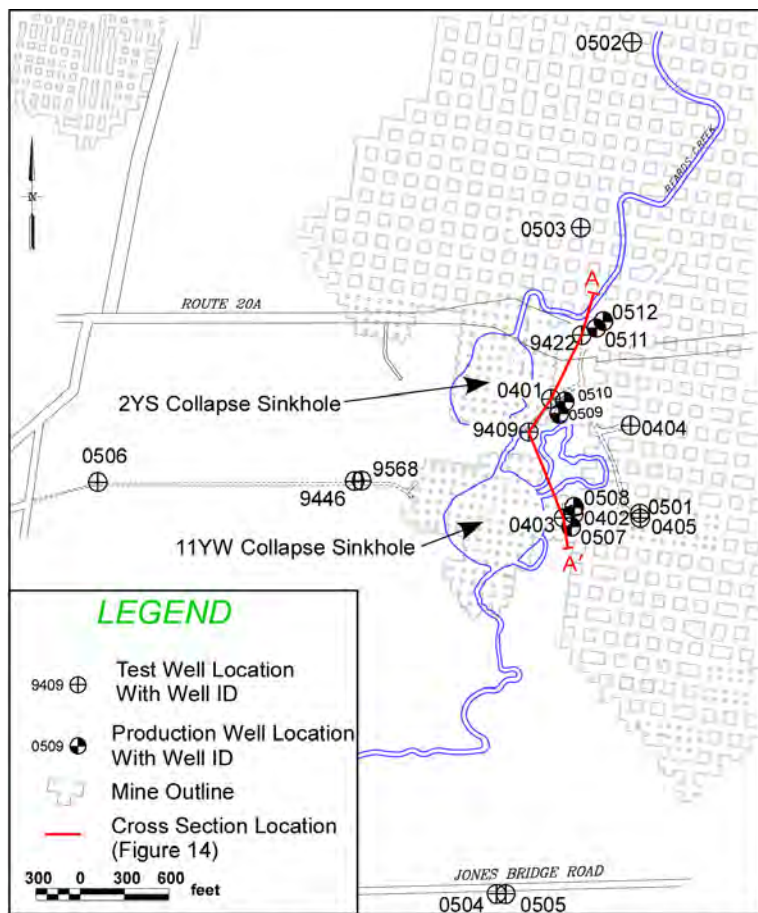 0502
BEARDS CREEK
N
0503
A
ROUTE 20A
0512
9422
0511
2YS Collapse Sinkhole
0401
0510
0509
9409
0404
0506
9568
9446
0508
0501
0403
0402
0405
11YW Collapse Sinkhole
0507
A'
LEGEND
9409
Test Well Location
With Well ID
0509
Production Well Location
With Well ID
Mine Outline
Cross Section Location
(Figure 14)
300 0 300 600
feet
JONES BRIDGE ROAD
0504
0505